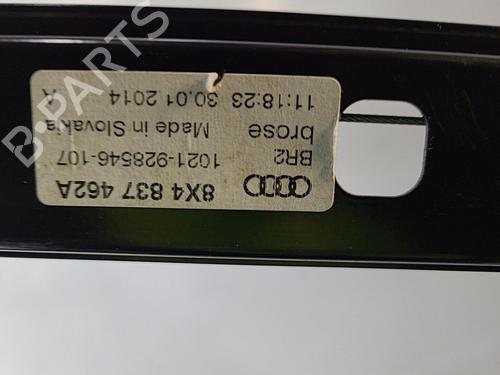 8X4 837 462A
BR2 1021-928546-107
brose Made in Slovakia
11:18:23 30.01.2014 A
B-PARTS